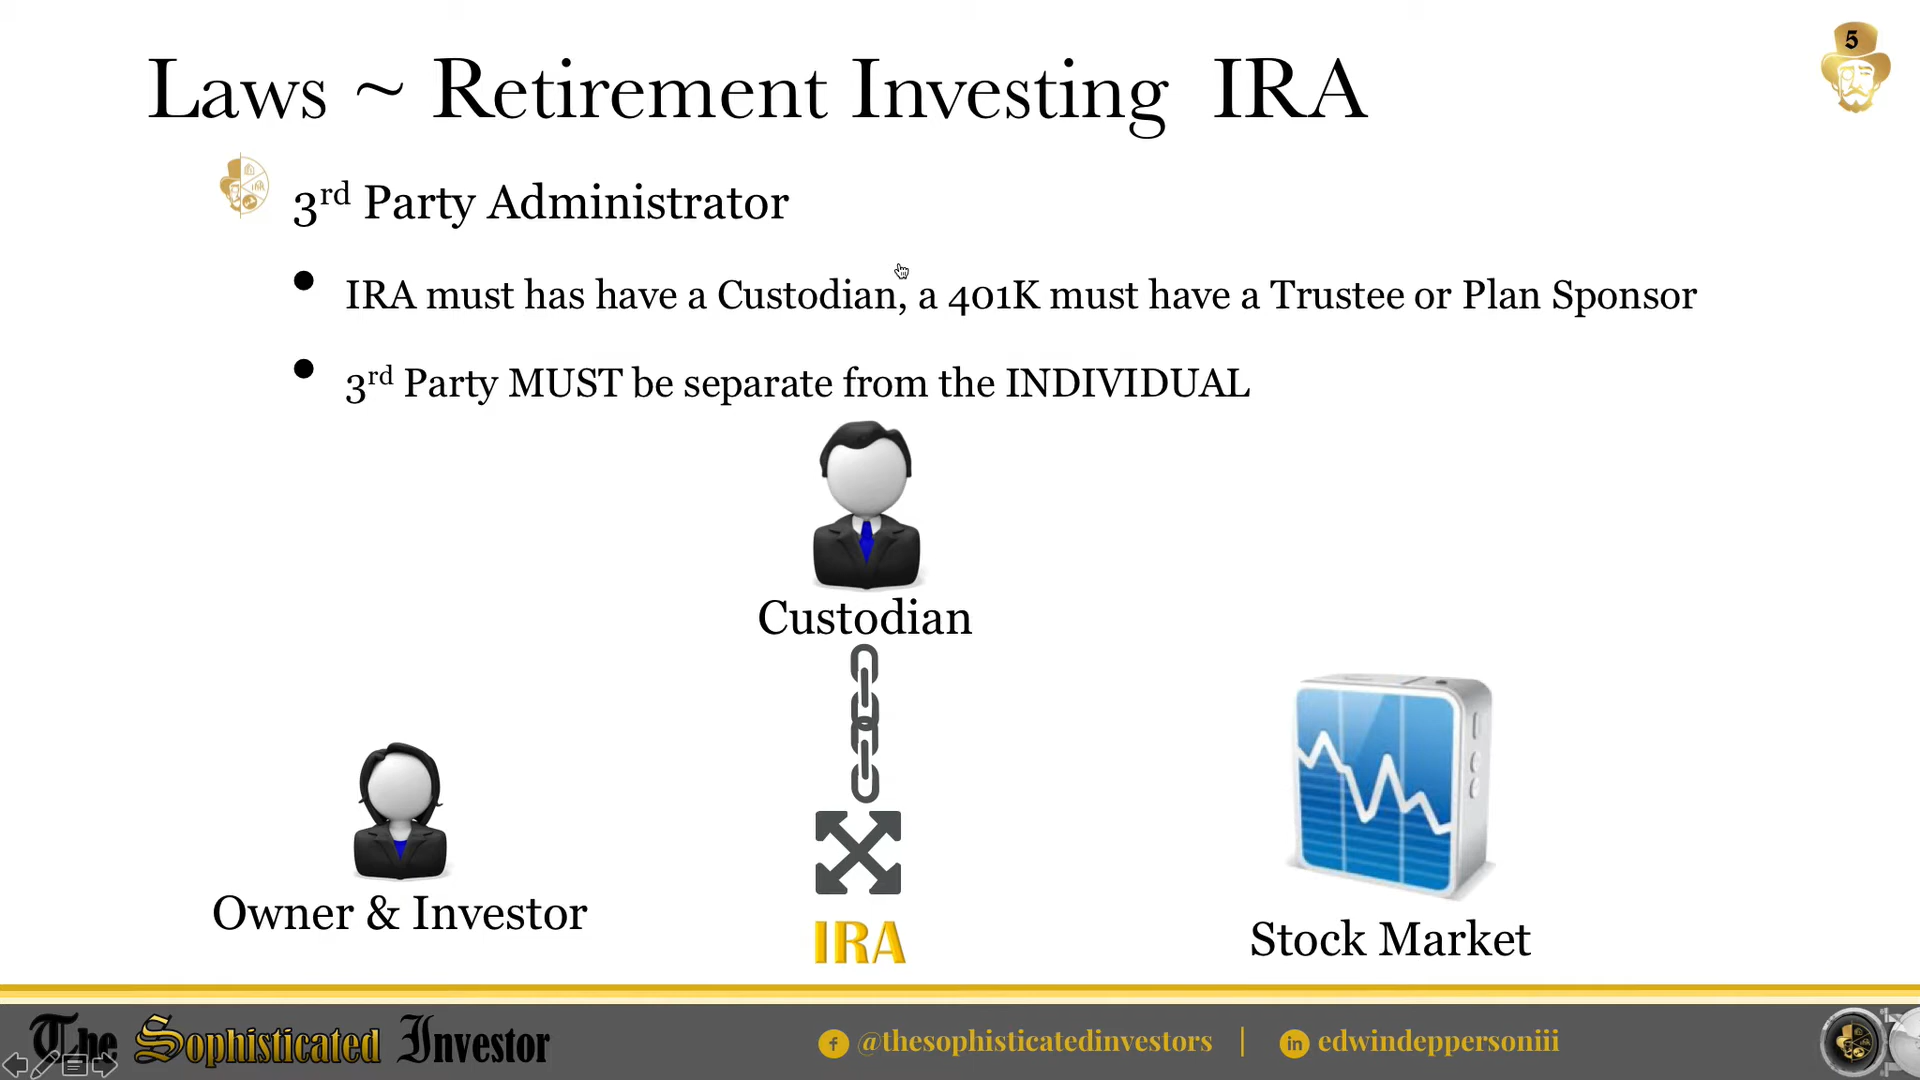 5
Laws ~ Retirement Investing IRA
3rd Party Administrator
IRA must has have a Custodian, a 401K must have a Trustee or Plan Sponsor
3rd Party MUST be separate from the INDIVIDUAL
Custodian
Owner & Investor
IRA
Stock Market
The Sophisticated Investor
@thesophisticatedinvestors | edwindeppersoniii